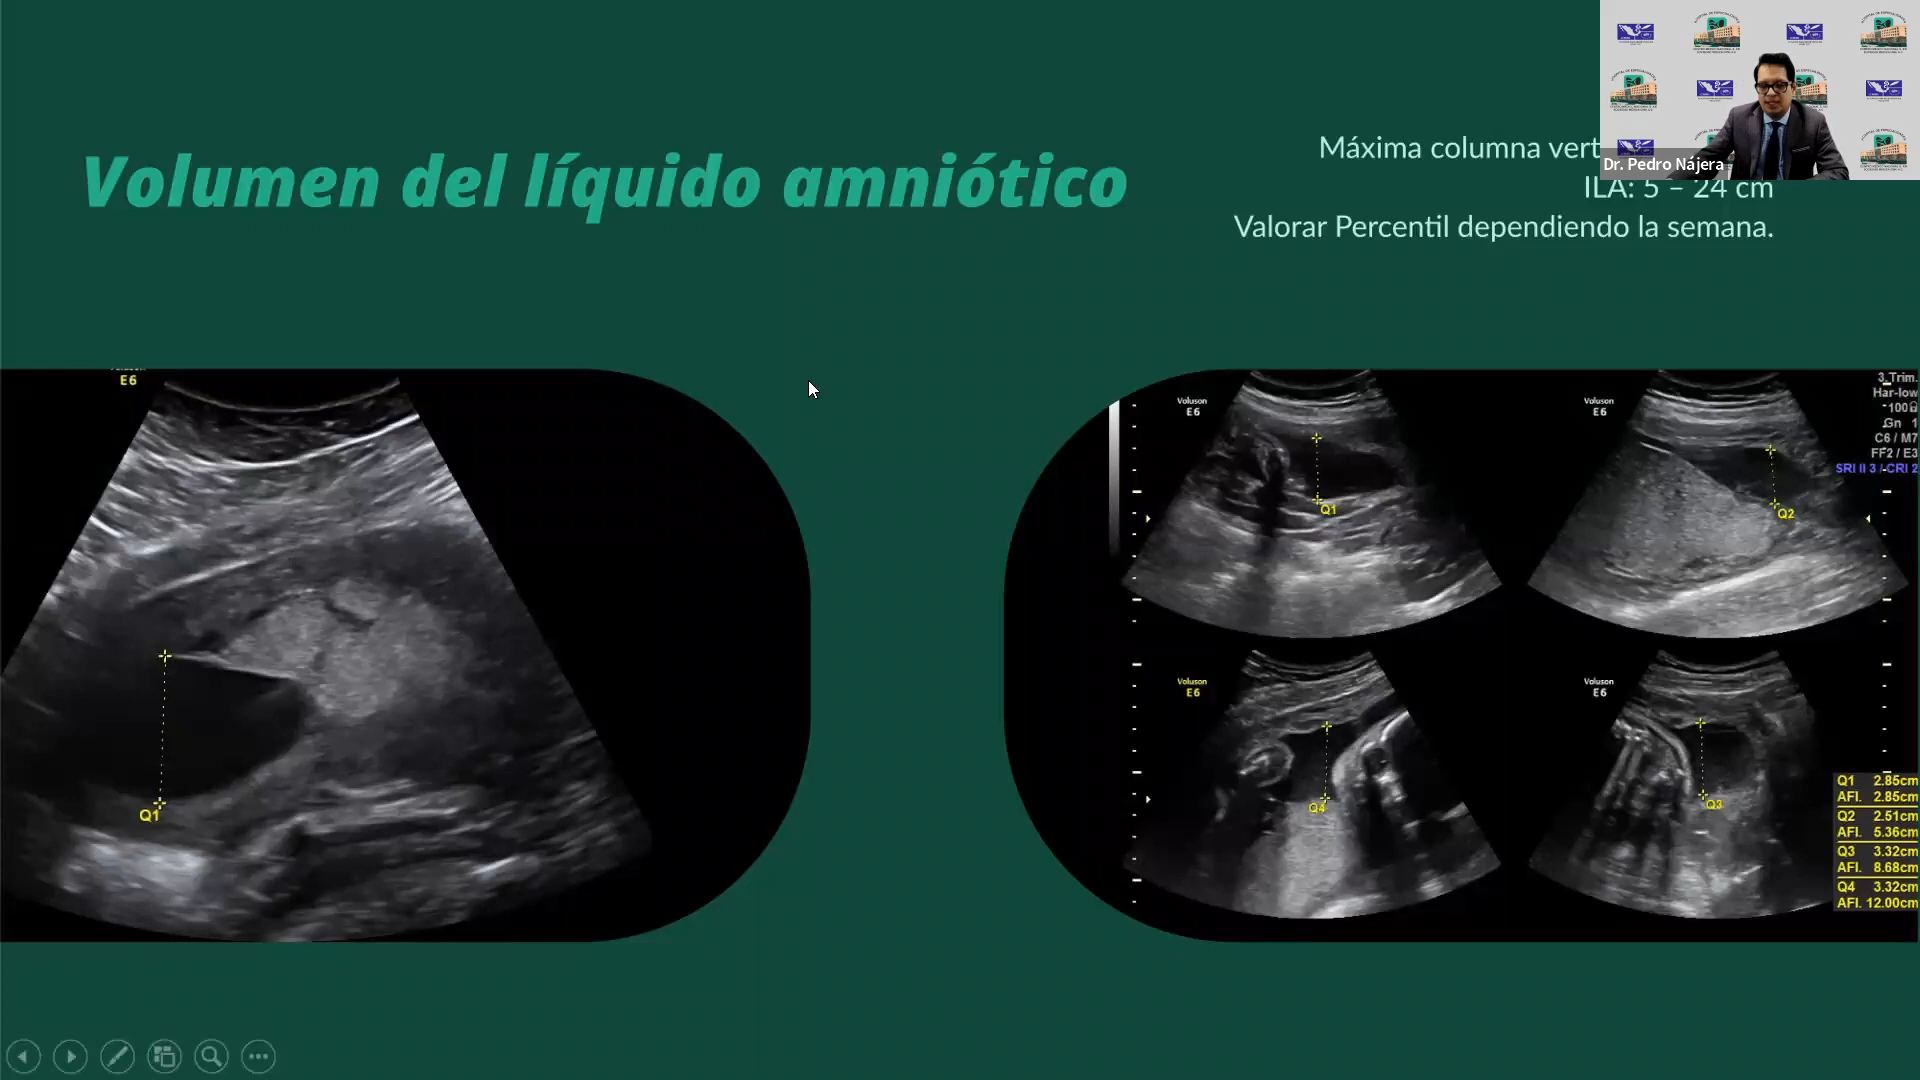 Volumen del líquido amniótico
Máxima columna vert
ILA: 5 – 24 cm
Valorar Percentil dependiendo la semana.
Dr. Pedro Nájera
E6
Voluson
E6
Q1
Voluson
E6
Q2
3.Trim.
Har-low
100
Gn 1
C6 / M7
FF2 / E3
SRI II 3 / CRI 2
Q1
Voluson
E6
Q4
Voluson
E6
Q3
Q1 2.85cm
AFI. 2.85cm
Q2 2.51cm
AFI. 5.36cm
Q3 3.32cm
AFI. 8.68cm
Q4 3.32cm
AFI. 12.00cm